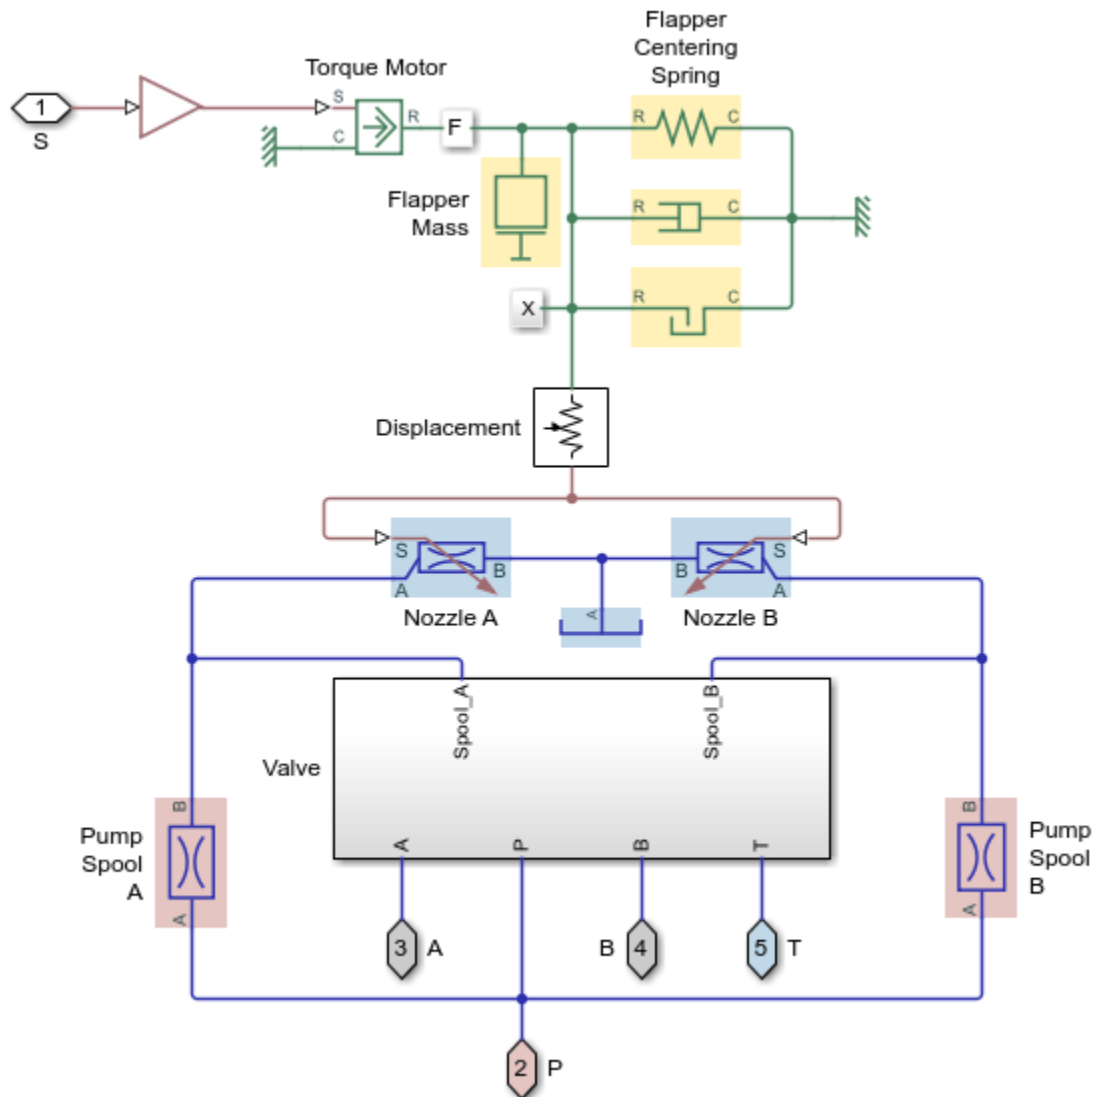 Flapper
Centering
Spring
Torque Motor
1
S
S
C
R
F
R
C
Flapper
Mass
R
C
X
R
C
Displacement
S
A
B
Nozzle A
A
B
S
A
Nozzle B
Spool_A
Spool_B
Valve
A
P
B
T
B
Pump
Spool
A
A
B
Pump
Spool
B
A
3
A
B
4
5
T
2
P